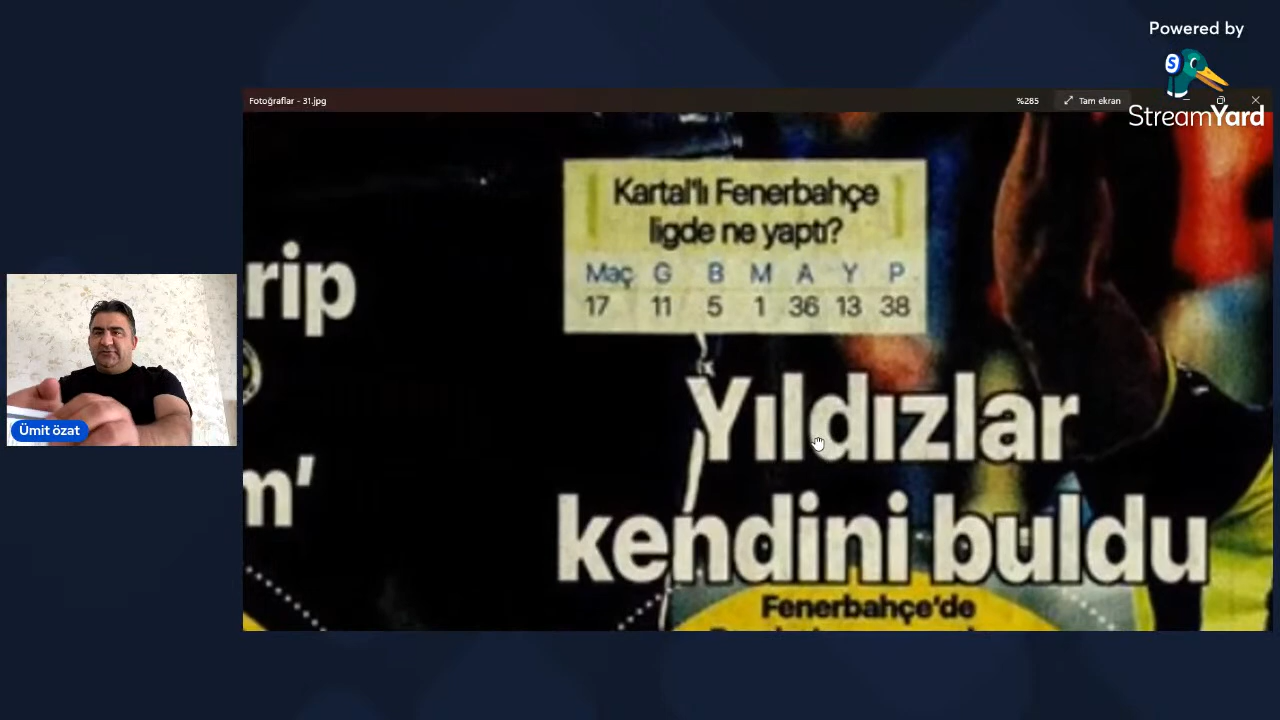 Powered by
StreamYard
Fotoğraflar - 31.jpg
%285
Tam ekran
Kartal'lı Fenerbahçe
ligde ne yaptı?
Maç G B M A Y P
17 11 5 1 36 13 38
rip
m'
Yıldızlar
kendini buldu
Fenerbahçe'de
Ümit özat